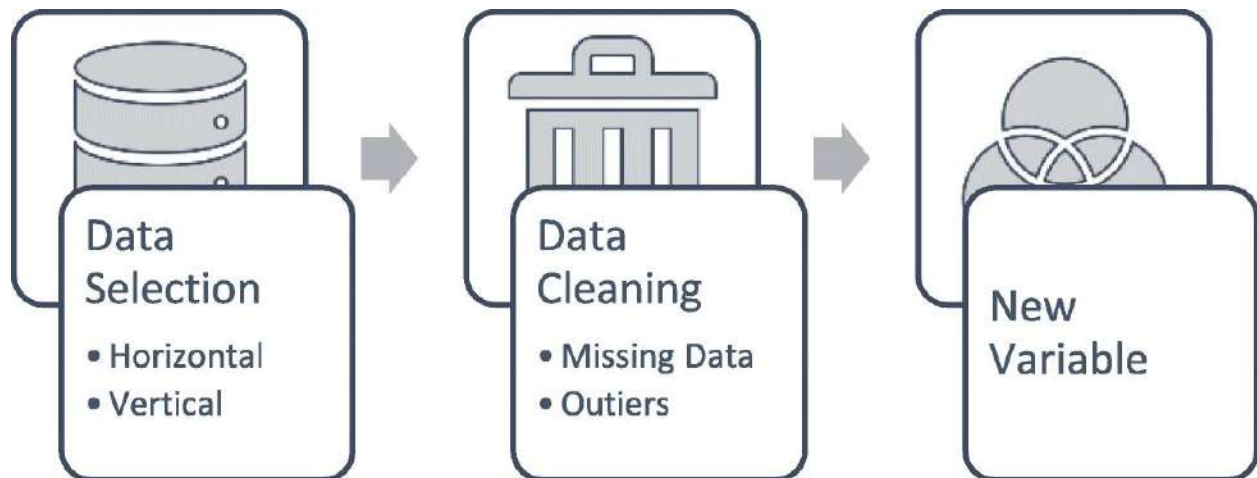 Data
Selection
• Horizontal
• Vertical
Data
Cleaning
• Missing Data
• Outiers
New
Variable